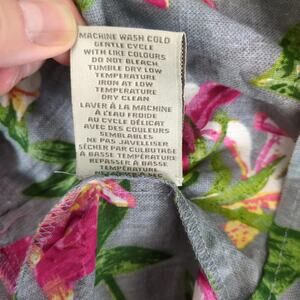 MACHINE WASH COLD
GENTLE CYCLE
WITH LIKE COLOURS
DO NOT BLEACH
TUMBLE DRY LOW
TEMPERATURE
IRON AT LOW
TEMPERATURE
DRY CLEAN
LAVER À LA MACHINE
À L'EAU FROIDE
AU CYCLE DÉLICAT
AVEC DES COULEURS
SEMBLABLES
NE PAS JAVELLISER
SÉCHER PAR CULBUTAGE
À BASSE TEMPÉRATURE
REPASSER À BASSE
TEMPÉRATURE
NETTOYER À SEC